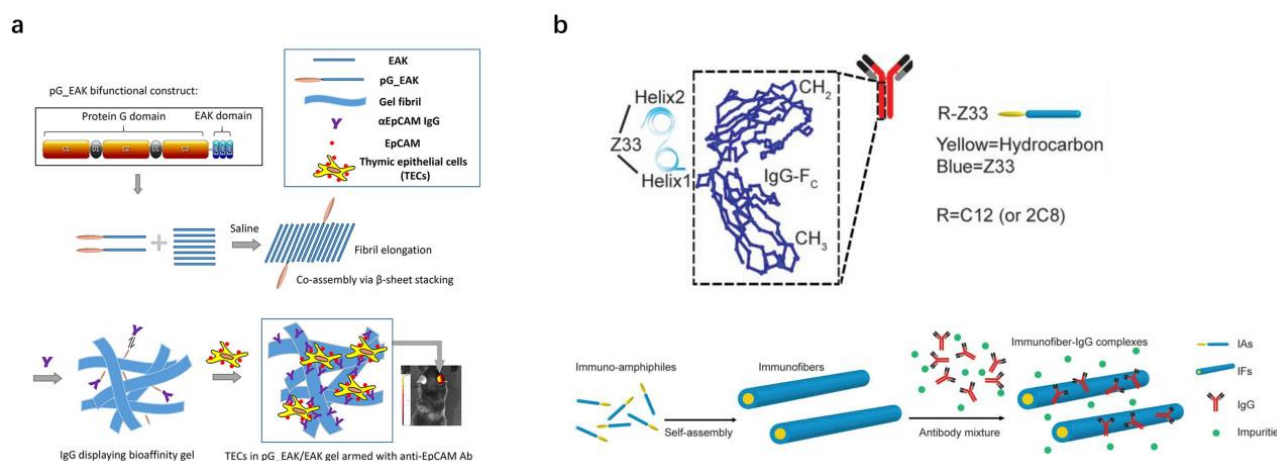 a
pG_EAK bifunctional construct:
Protein G domain
EAK domain
EAK
pG_EAK
Gel fibril
αEpCAM IgG
EpCAM
Thymic epithelial cells
(TECs)
Saline
Fibril elongation
Co-assembly via β-sheet stacking
IgG displaying bioaffinity gel
TECs in pG_EAK/EAK gel armed with anti-EpCAM Ab
b
Helix2
Z33
Helix1
CH2
IgG-FC
CH3
R-Z33
Yellow=Hydrocarbon
Blue=Z33
R=C12 (or 2C8)
Immuno-amphiphiles
Self-assembly
Immunofibers
Antibody mixture
Immunofiber-IgG complexes
IAs
IFs
IgG
Impuritie